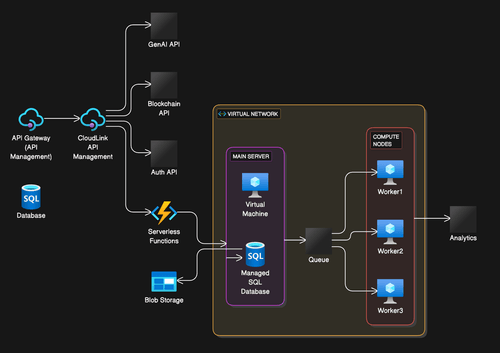 GenAI API
Blockchain
API
API Gateway
(API
Management)
CloudLink
API
Management
Auth API
SQL
Database
Serverless
Functions
Blob Storage
VIRTUAL NETWORK
MAIN SERVER
Virtual
Machine
SQL
Managed
SQL
Database
Queue
COMPUTE
NODES
Worker1
Worker2
Worker3
Analytics